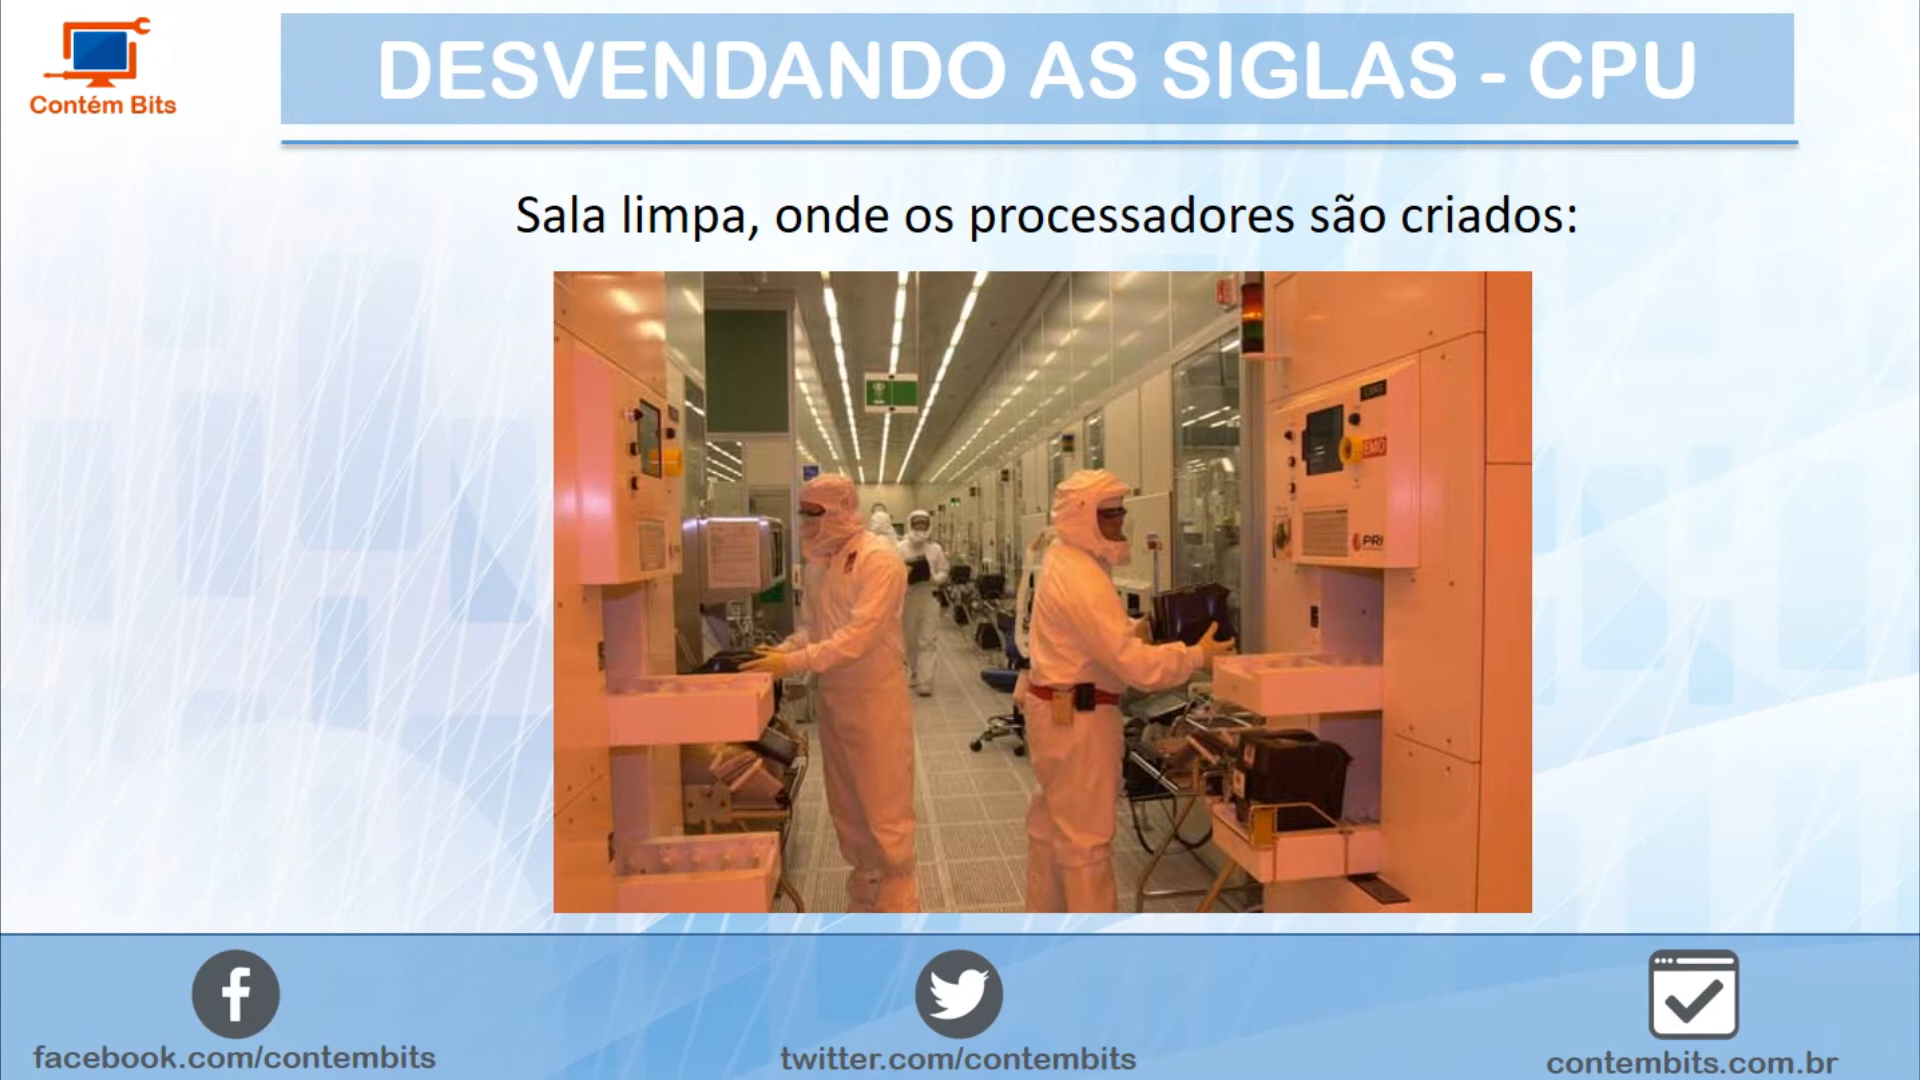 Contém Bits
DESVENDANDO AS SIGLAS - CPU
Sala limpa, onde os processadores são criados:
EMO
PRI
facebook.com/contembits
twitter.com/contembits
contembits.com.br